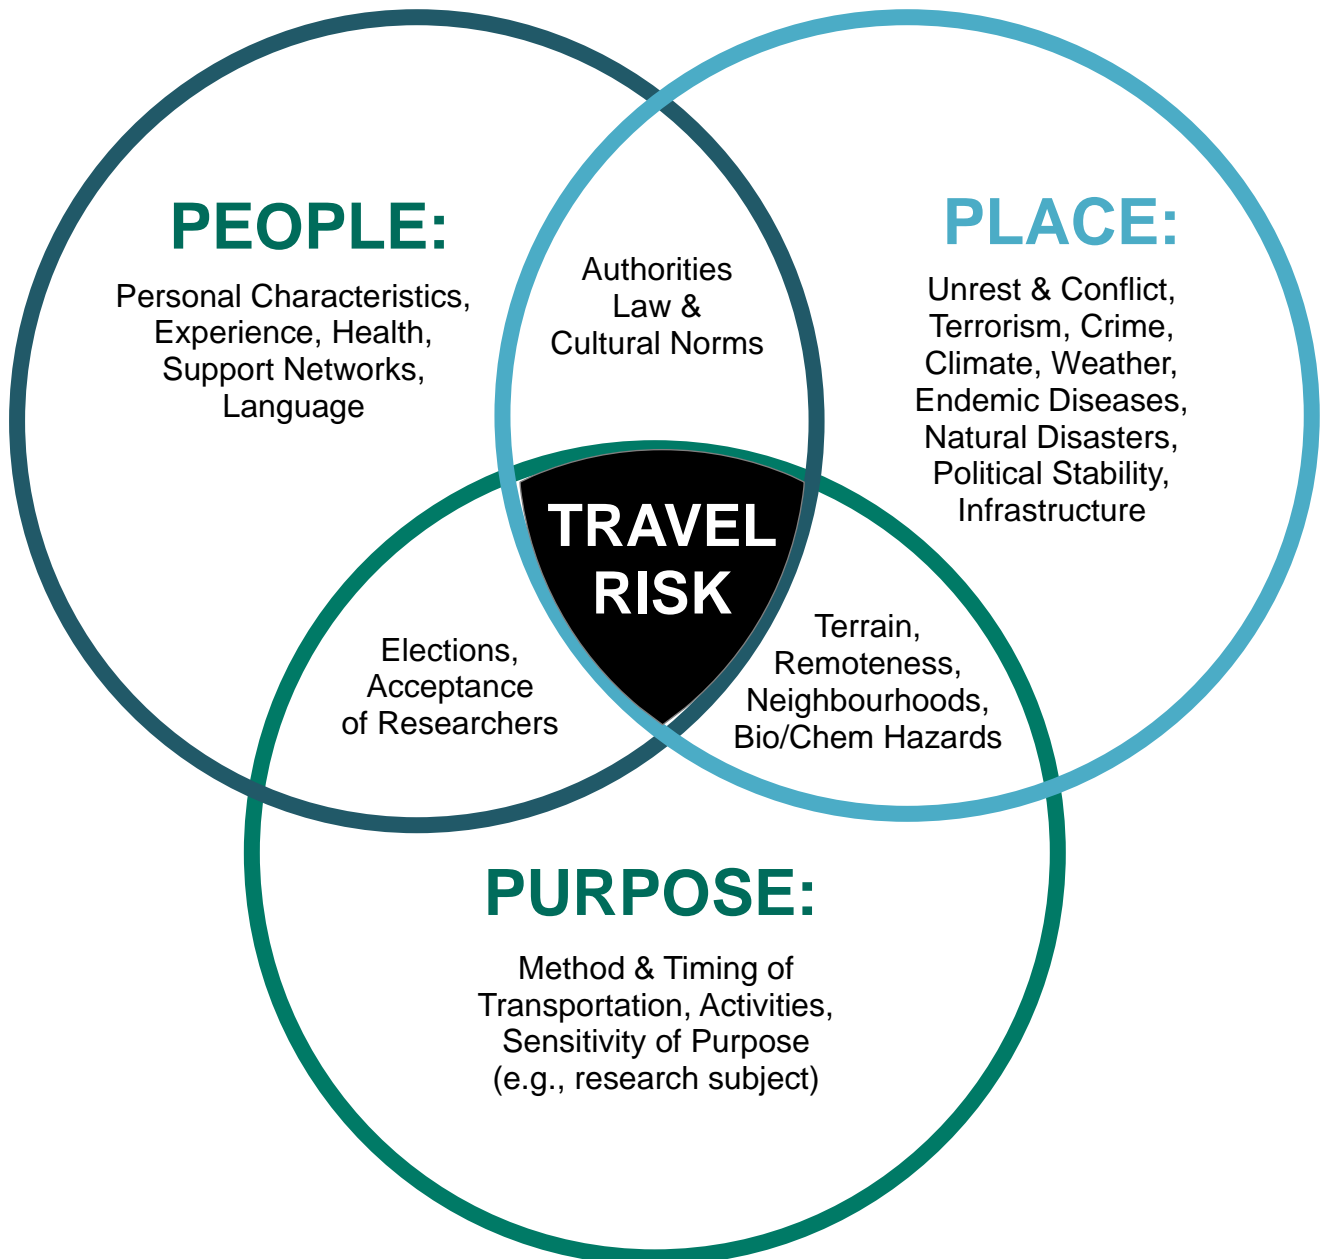 PEOPLE:
Personal Characteristics,
Experience, Health,
Support Networks,
Language
Authorities
Law &
Cultural Norms
PLACE:
Unrest & Conflict,
Terrorism, Crime,
Climate, Weather,
Endemic Diseases,
Natural Disasters,
Political Stability,
Infrastructure
TRAVEL
RISK
Elections,
Acceptance
of Researchers
Terrain,
Remoteness,
Neighbourhoods,
Bio/Chem Hazards
PURPOSE:
Method & Timing of
Transportation, Activities,
Sensitivity of Purpose
(e.g., research subject)